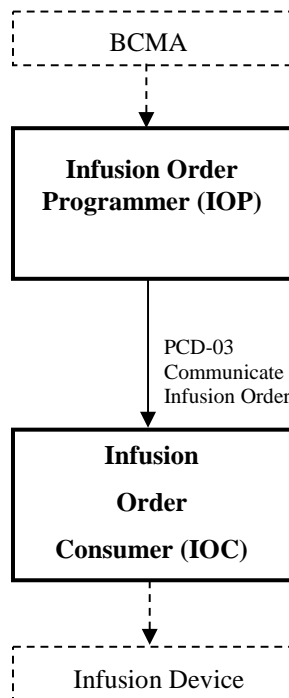 BCMA
Infusion Order
Programmer (IOP)
PCD-03
Communicate
Infusion Order
Infusion
Order
Consumer (IOC)
Infusion Device